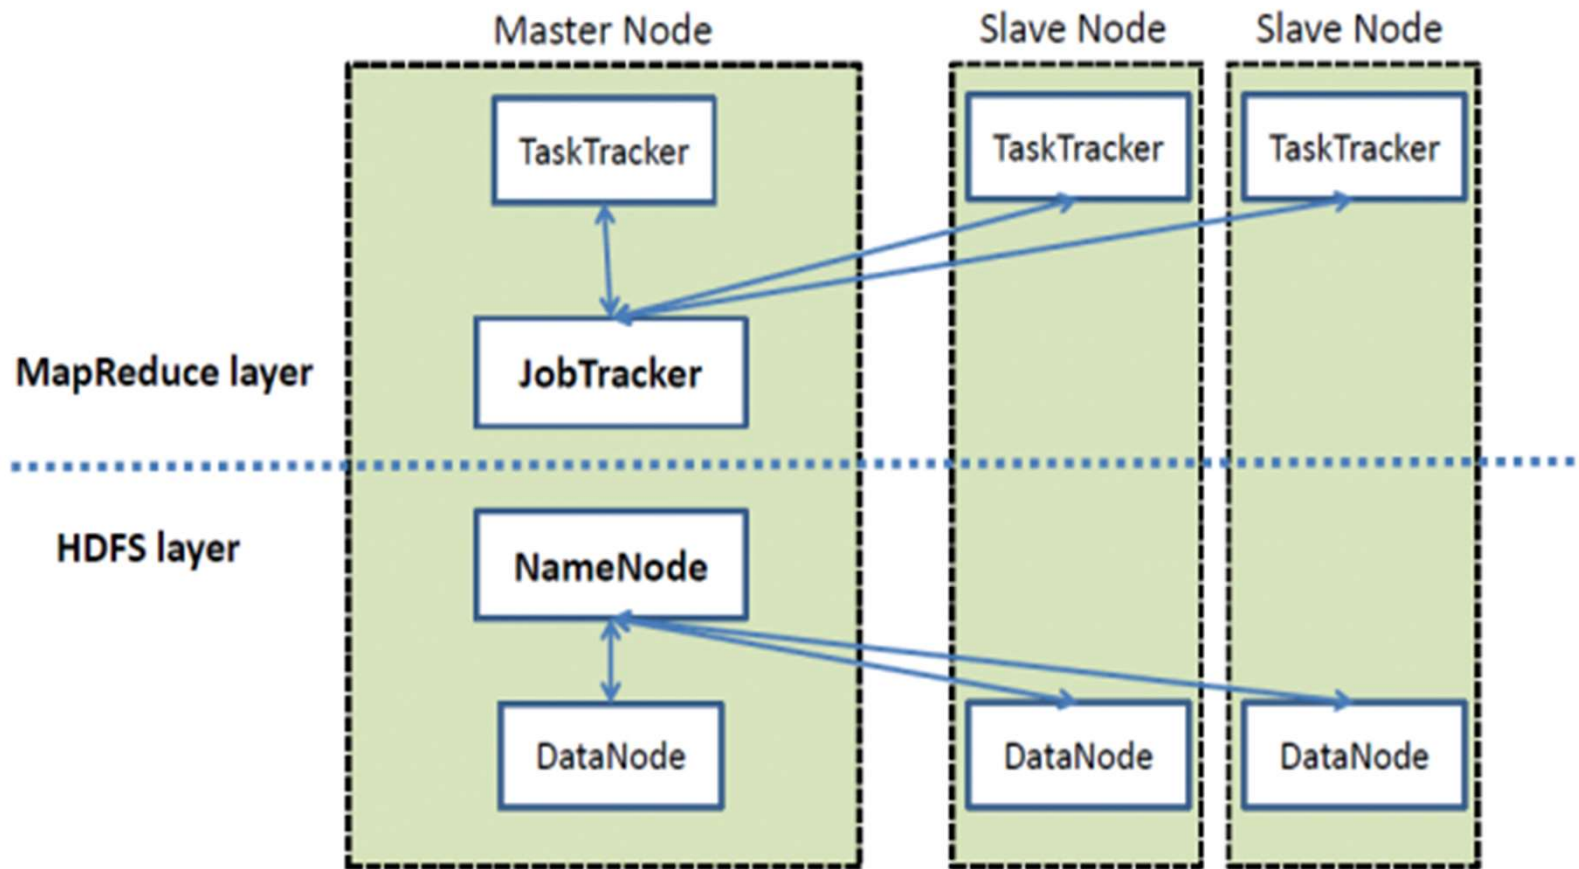 Master Node
Slave Node
Slave Node
TaskTracker
TaskTracker
TaskTracker
MapReduce layer
JobTracker
HDFS layer
NameNode
DataNode
DataNode
DataNode